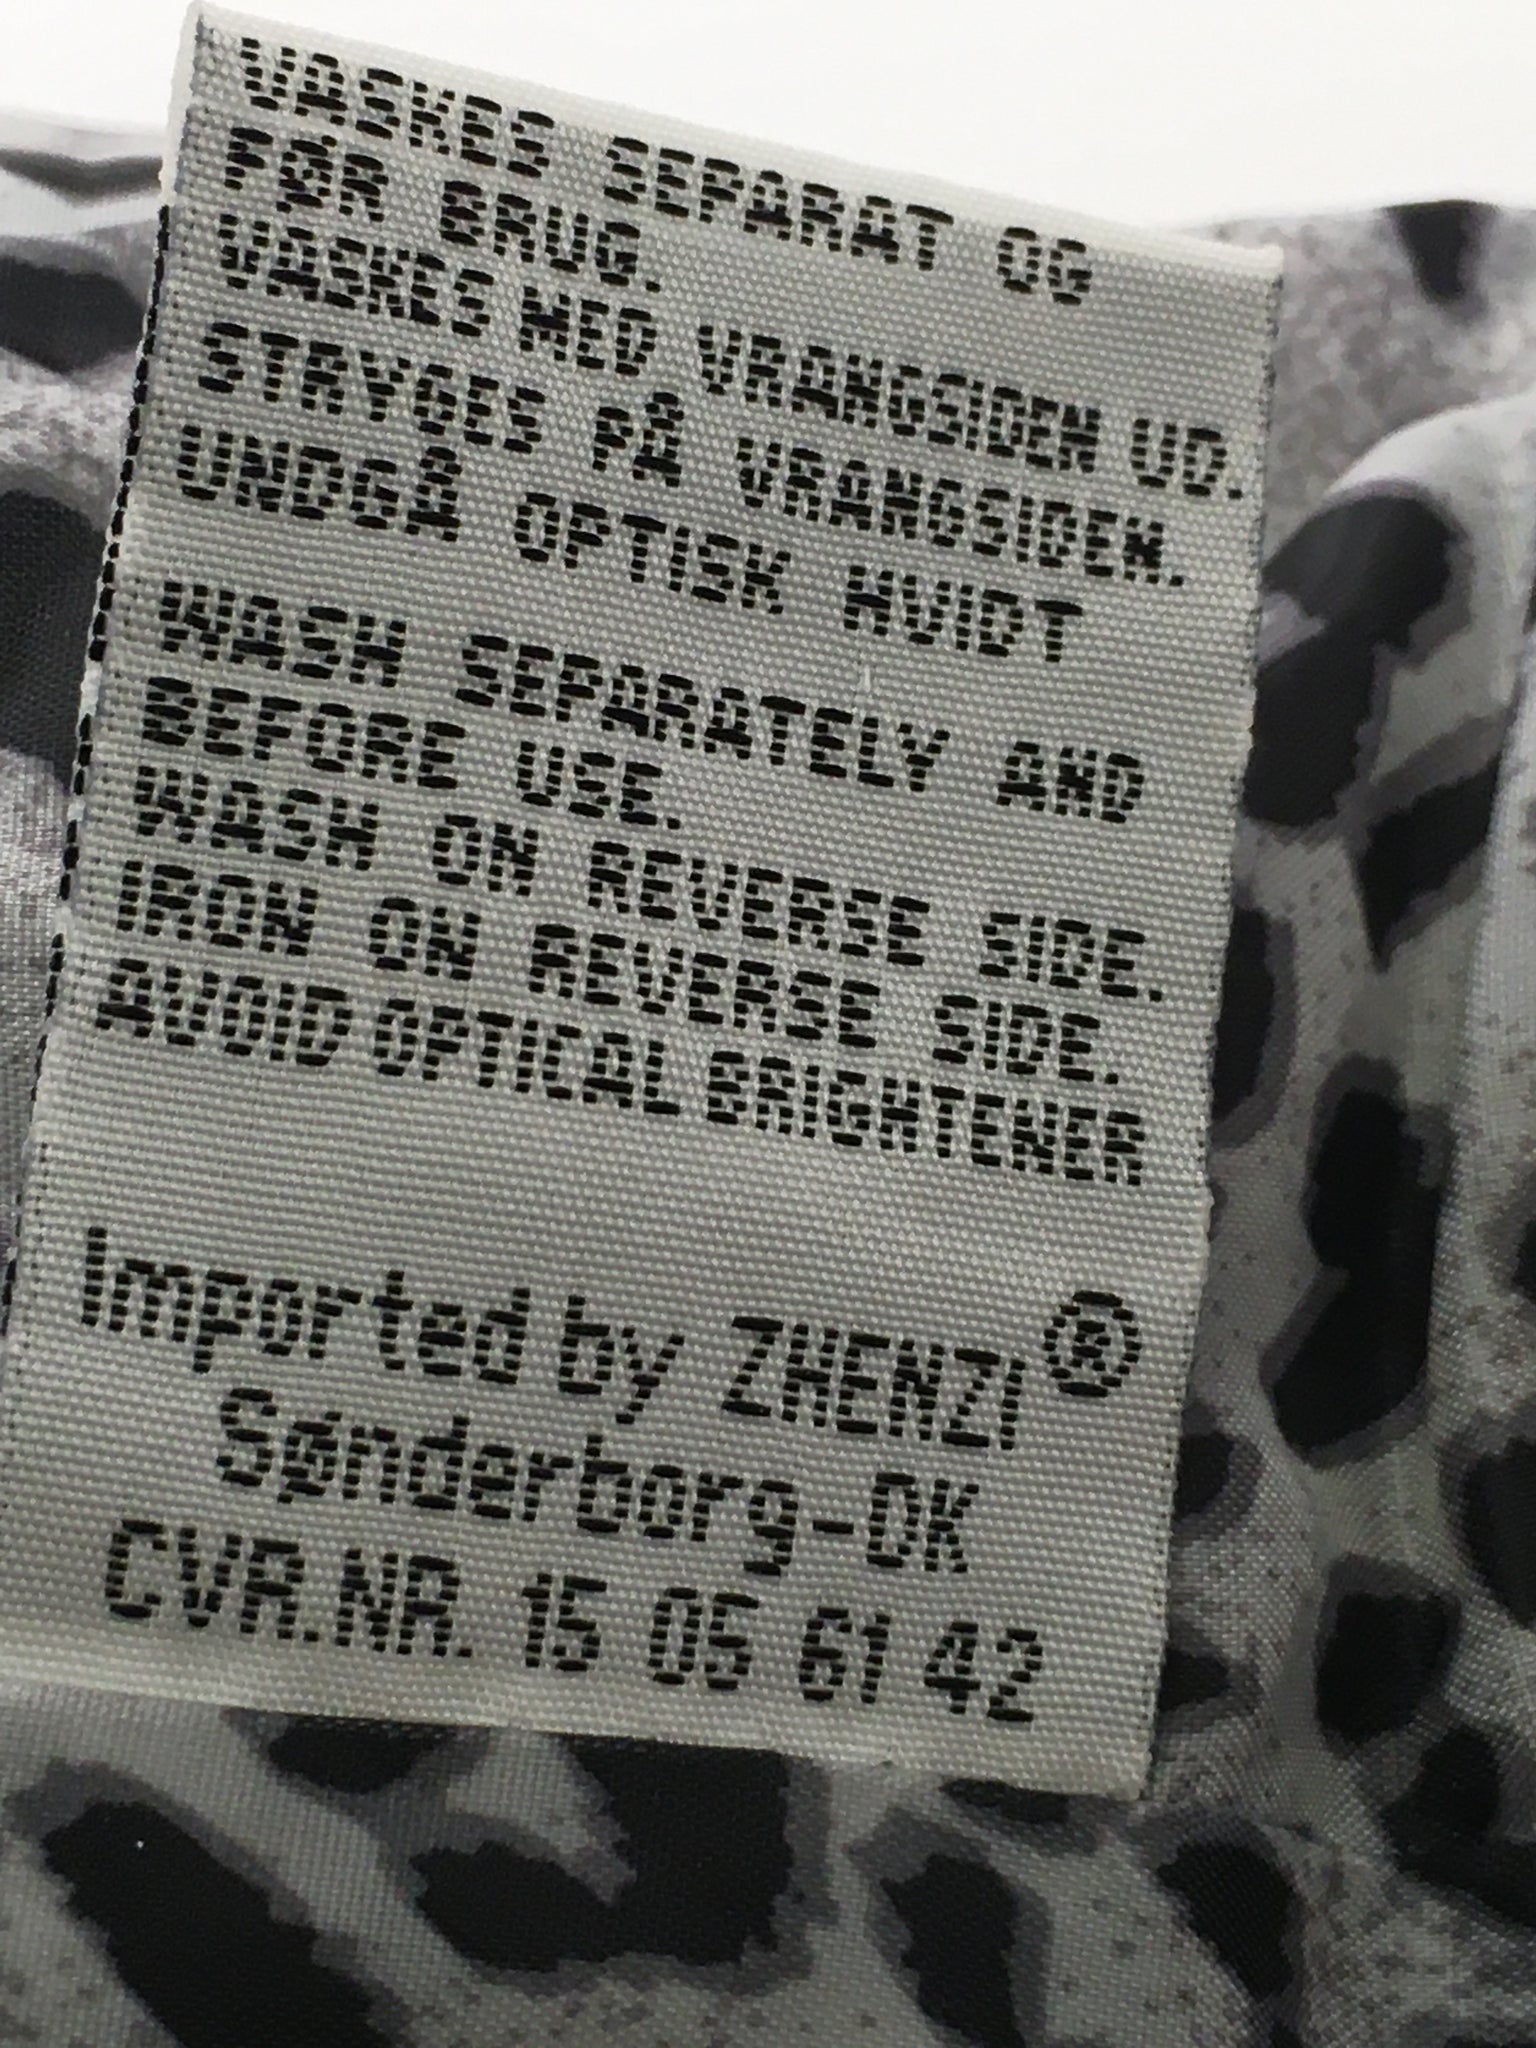 VASKES SEPARAT OG
FØR BRUG.
VASKES MED VRANGSIDEN UD.
STRYGES PÅ VRANGSIDEN.
UNDGÅ OPTISK HVIDT
WASH SEPARATELY AND
BEFORE USE.
WASH ON REVERSE SIDE.
IRON ON REVERSE SIDE.
AVOID OPTICAL BRIGHTENER
Imported by ZHENZI®
Sønderborg-DK
CVR.NR. 15 05 61 42